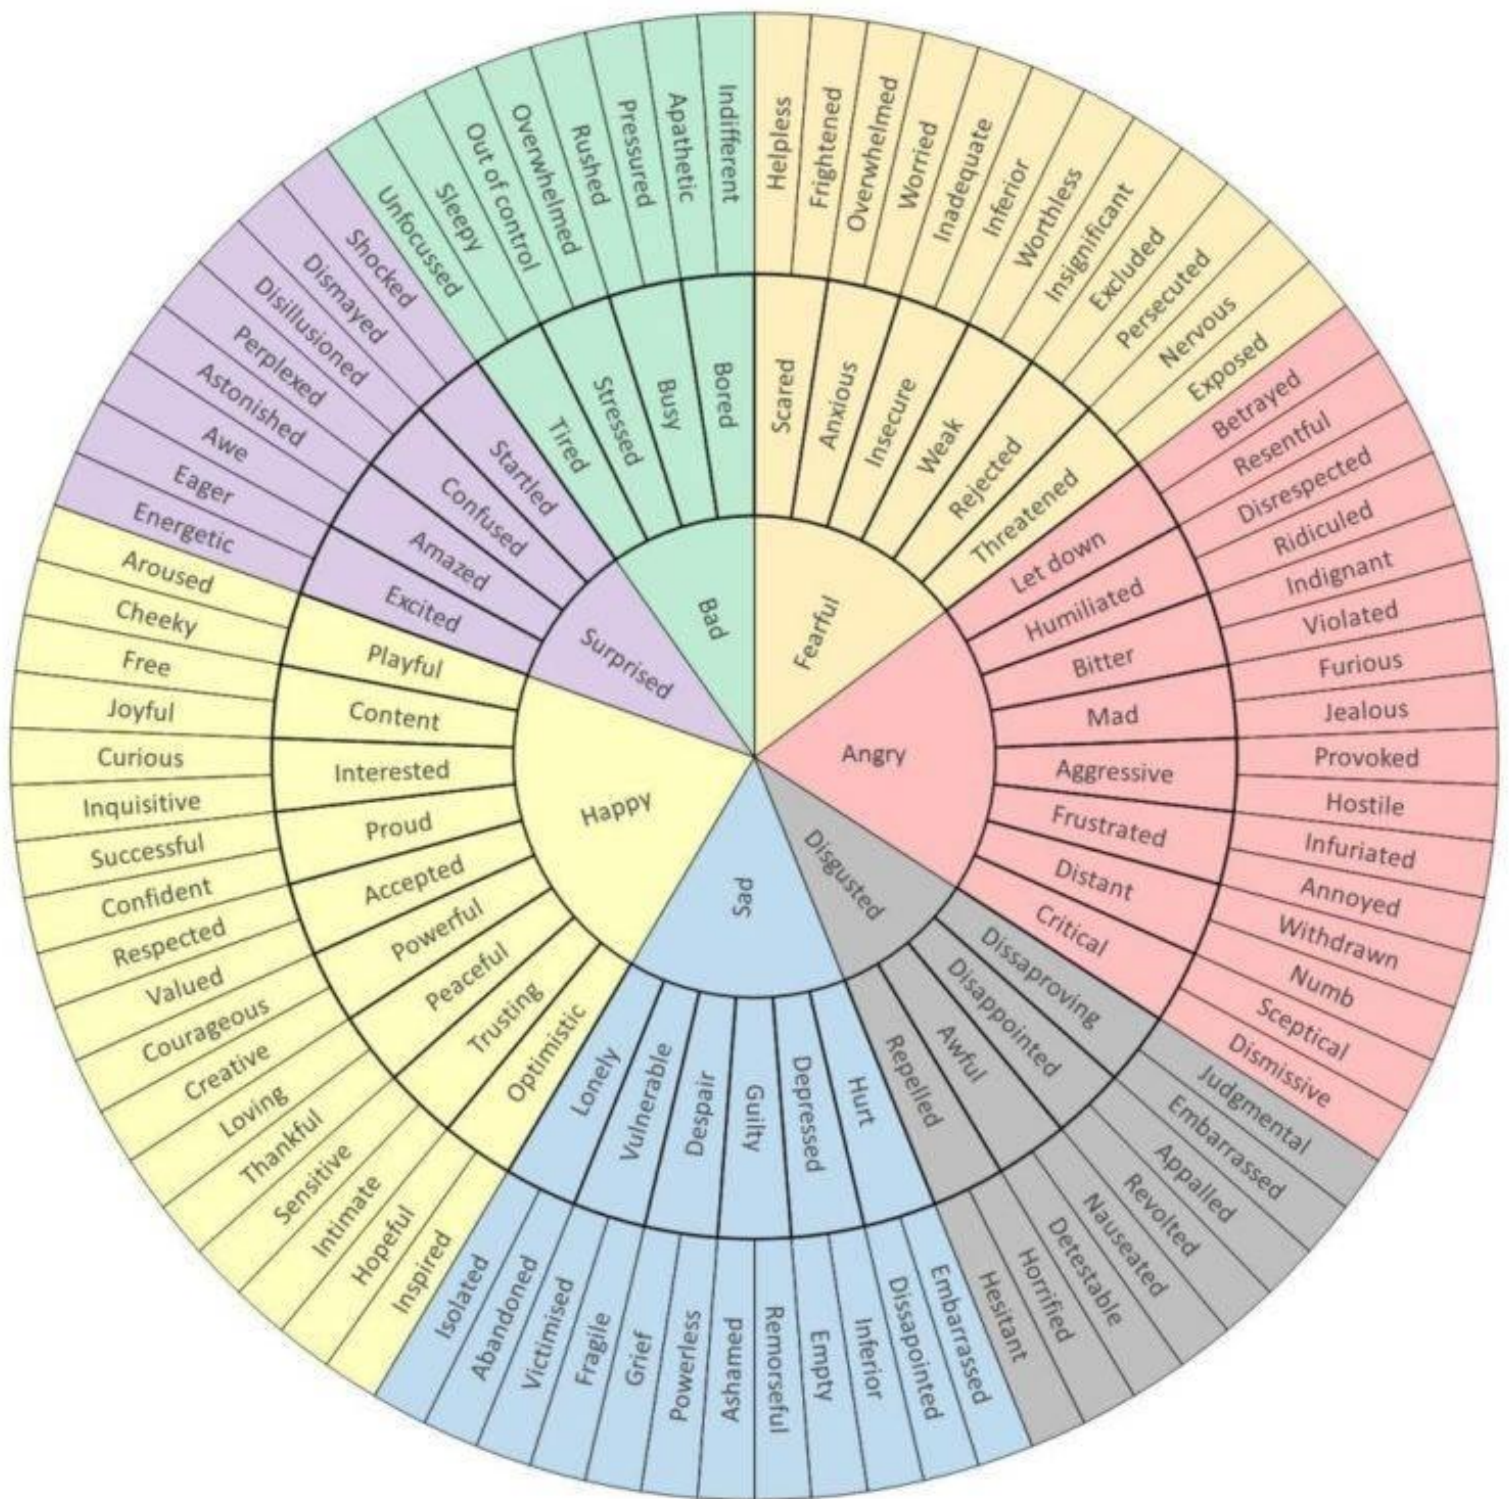 Fearful
Angry
Disgusted
Sad
Happy
Surprised
Bad
Scared
Anxious
Insecure
Weak
Rejected
Threatened
Let down
Humiliated
Bitter
Mad
Aggressive
Frustrated
Distant
Critical
Dissaproving
Disappointed
Awful
Repelled
Hurt
Depressed
Guilty
Despair
Vulnerable
Lonely
Optimistic
Trusting
Peaceful
Powerful
Accepted
Proud
Interested
Content
Playful
Excited
Amazed
Confused
Startled
Tired
Stressed
Busy
Bored
Helpless
Frightened
Overwhelmed
Worried
Inadequate
Inferior
Worthless
Insignificant
Excluded
Persecuted
Nervous
Exposed
Betrayed
Resentful
Disrespected
Ridiculed
Indignant
Violated
Furious
Jealous
Provoked
Hostile
Infuriated
Annoyed
Withdrawn
Numb
Sceptical
Dismissive
Judgmental
Embarrassed
Appalled
Revolted
Nauseated
Detestable
Horrified
Hesitant
Embarrassed
Dissapointed
Inferior
Empty
Remorseful
Ashamed
Powerless
Grief
Fragile
Victimised
Abandoned
Isolated
Inspired
Hopeful
Intimate
Sensitive
Thankful
Loving
Creative
Courageous
Valued
Respected
Confident
Successful
Inquisitive
Curious
Joyful
Free
Cheeky
Aroused
Energetic
Eager
Awe
Astonished
Perplexed
Disillusioned
Dismayed
Shocked
Unfocussed
Sleepy
Out of control
Overwhelmed
Rushed
Pressured
Apathetic
Indifferent